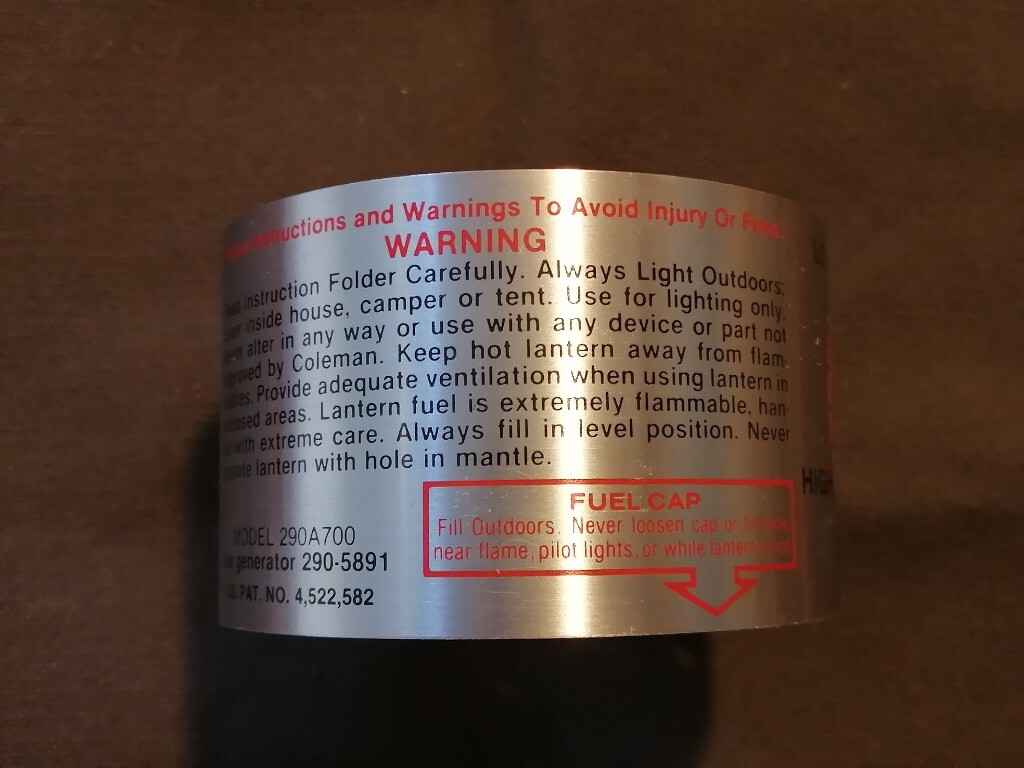 Instructions and Warnings To Avoid Injury Or
WARNING
Instruction Folder Carefully. Always Light Outdoors;
inside house, camper or tent. Use for lighting only.
alter in any way or use with any device or part not
by Coleman. Keep hot lantern away from flam-
Provide adequate ventilation when using lantern in
areas. Lantern fuel is extremely flammable, han-
with extreme care. Always fill in level position. Never
lantern with hole in mantle.
FUEL CAP
Fill Outdoors. Never loosen cap or
near flame, pilot lights, or while
MODEL 290A700
generator 290-5891
PAT. NO. 4,522,582